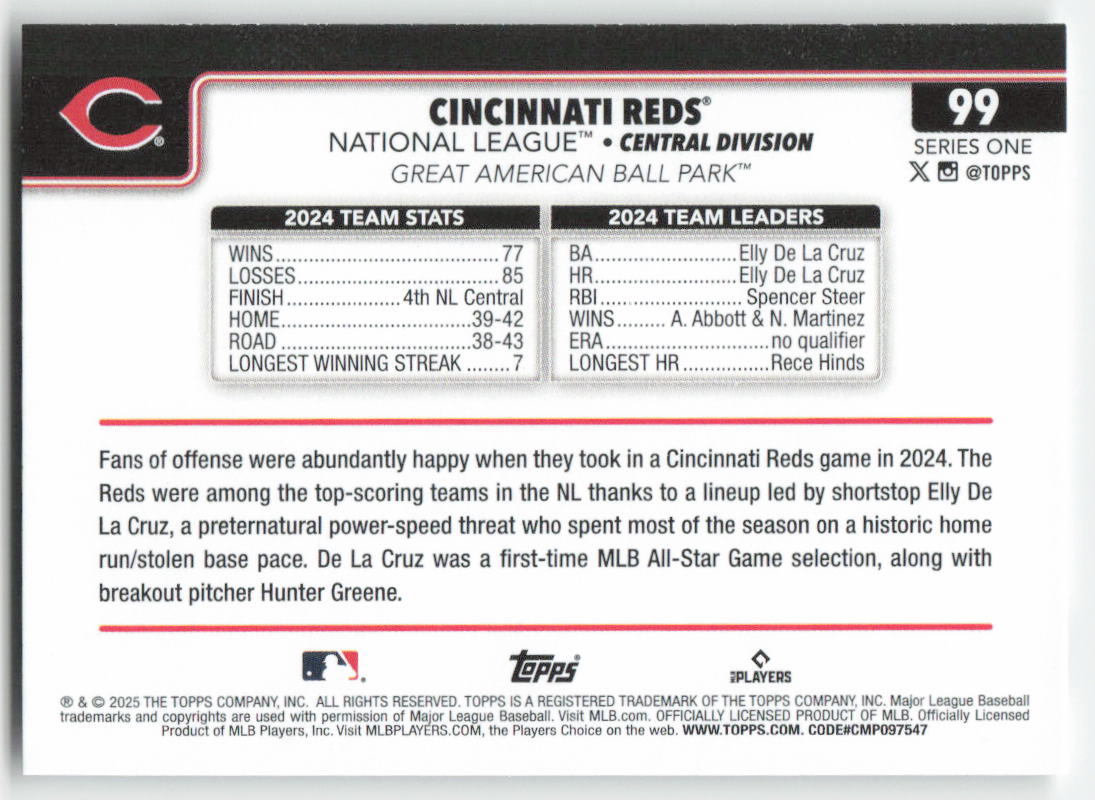 CINCINNATI REDS®
NATIONAL LEAGUE™ • CENTRAL DIVISION
GREAT AMERICAN BALL PARK™
99
SERIES ONE
@TOPPS
2024 TEAM STATS
WINS........................................77
LOSSES....................................85
FINISH....................4th NL Central
HOME.................................39-42
ROAD .................................38-43
LONGEST WINNING STREAK ........7
2024 TEAM LEADERS
BA.........................Elly De La Cruz
HR.........................Elly De La Cruz
RBI......................... Spencer Steer
WINS......... A. Abbott & N. Martinez
ERA.............................no qualifier
LONGEST HR ................Rece Hinds
Fans of offense were abundantly happy when they took in a Cincinnati Reds game in 2024. The
Reds were among the top-scoring teams in the NL thanks to a lineup led by shortstop Elly De
La Cruz, a preternatural power-speed threat who spent most of the season on a historic home
run/stolen base pace. De La Cruz was a first-time MLB All-Star Game selection, along with
breakout pitcher Hunter Greene.
Topps®
MLB PLAYERS
® & © 2025 THE TOPPS COMPANY, INC. ALL RIGHTS RESERVED. TOPPS IS A REGISTERED TRADEMARK OF THE TOPPS COMPANY, INC. Major League Baseball
trademarks and copyrights are used with permission of Major League Baseball. Visit MLB.com. OFFICIALLY LICENSED PRODUCT OF MLB. Officially Licensed
Product of MLB Players, Inc. Visit MLBPLAYERS.COM, the Players Choice on the web. WWW.TOPPS.COM. CODE#CMP097547